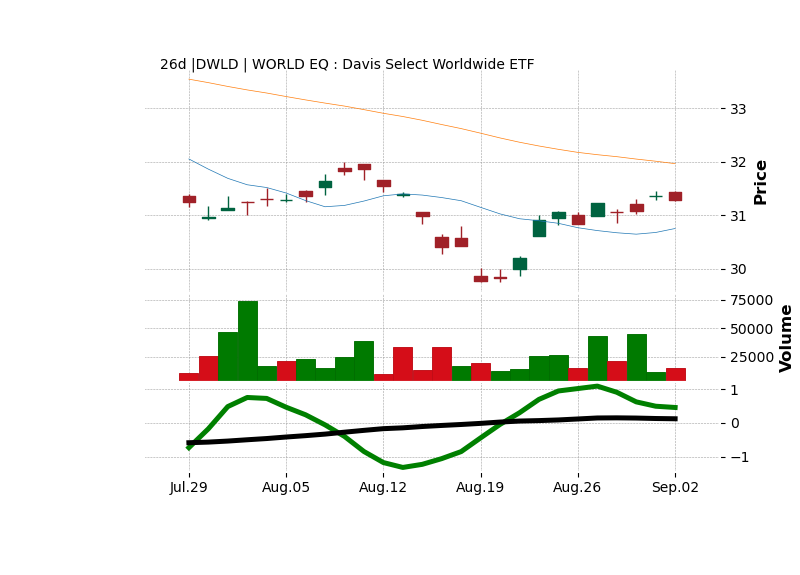 26d |DWLD | WORLD EQ : Davis Select Worldwide ETF
33
32
31
30
Price
75000
50000
25000
Volume
1
0
−1
Jul.29 Aug.05 Aug.12 Aug.19 Aug.26 Sep.02